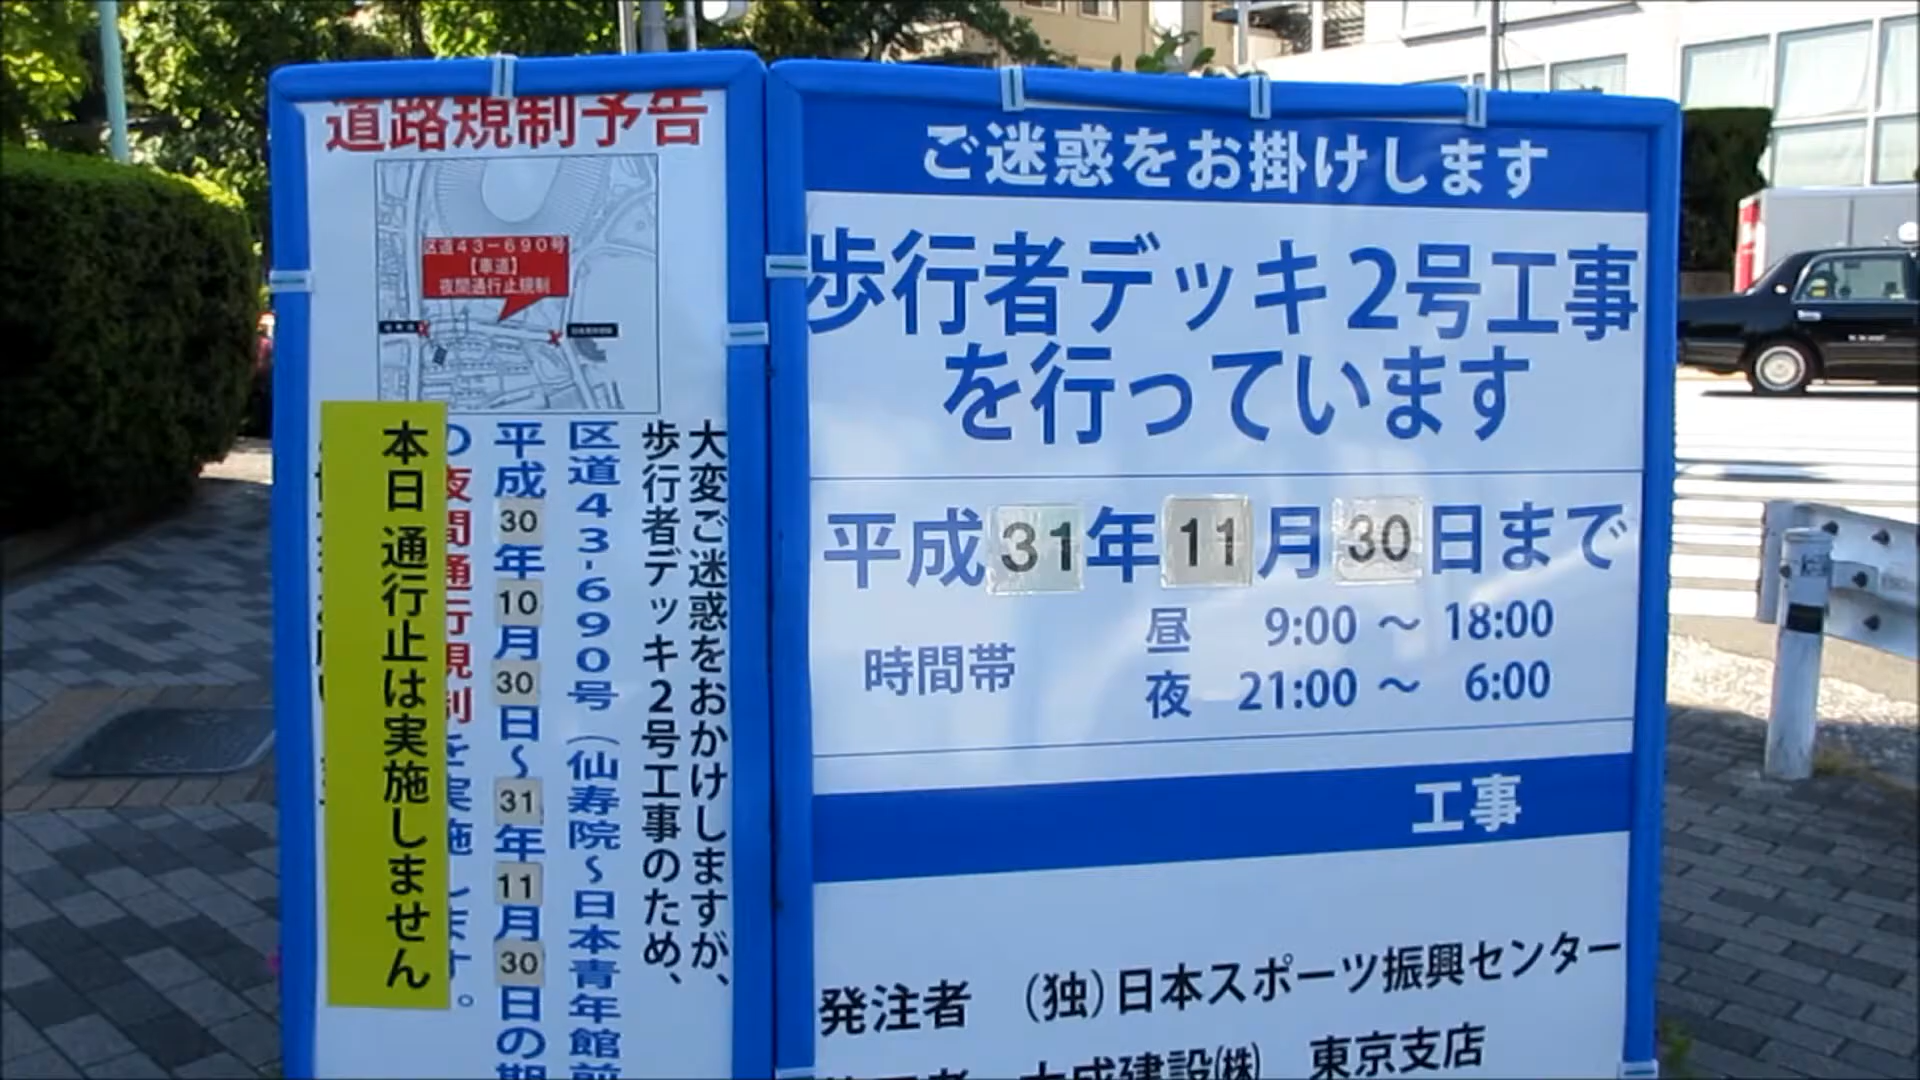 道路規制予告
区道43－690号
【車道】
夜間通行止規制
大変ご迷惑をおかけしますが、
歩行者デッキ2号工事のため、
区道43-690号（仙寿院～日本青年館前
平成30年10月30日～31年11月30日の期
の夜間通行規制を実施します。
本日 通行止は実施しません
ご迷惑をお掛けします
歩行者デッキ2号工事
を行っています
平成31年11月30日まで
時間帯
昼 9:00 ～ 18:00
夜 21:00 ～ 6:00
工事
発注者 （独）日本スポーツ振興センター
大成建設㈱ 東京支店